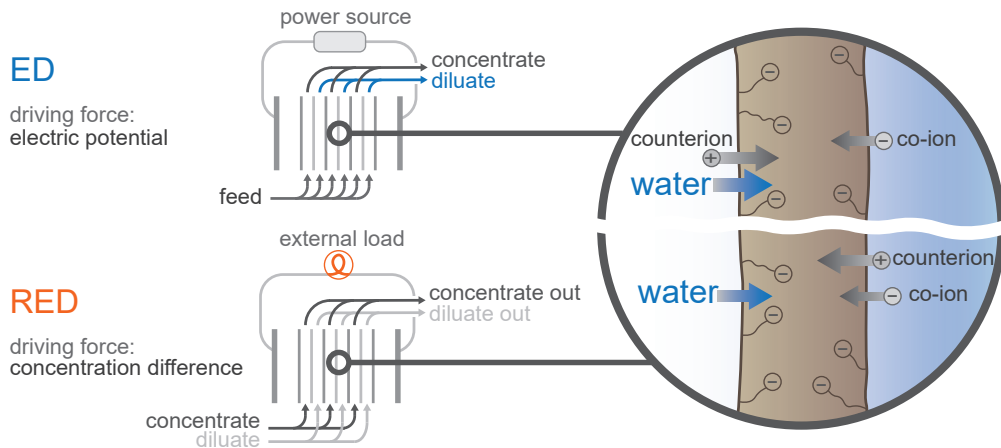 power source
ED
concentrate
diluate
driving force:
electric potential
feed
counterion
+
water
−
co-ion
external load
RED
concentrate out
diluate out
driving force:
concentration difference
concentrate
diluate
water
+
counterion
−
co-ion
−
−
−
−
−
−
−
−
−
−